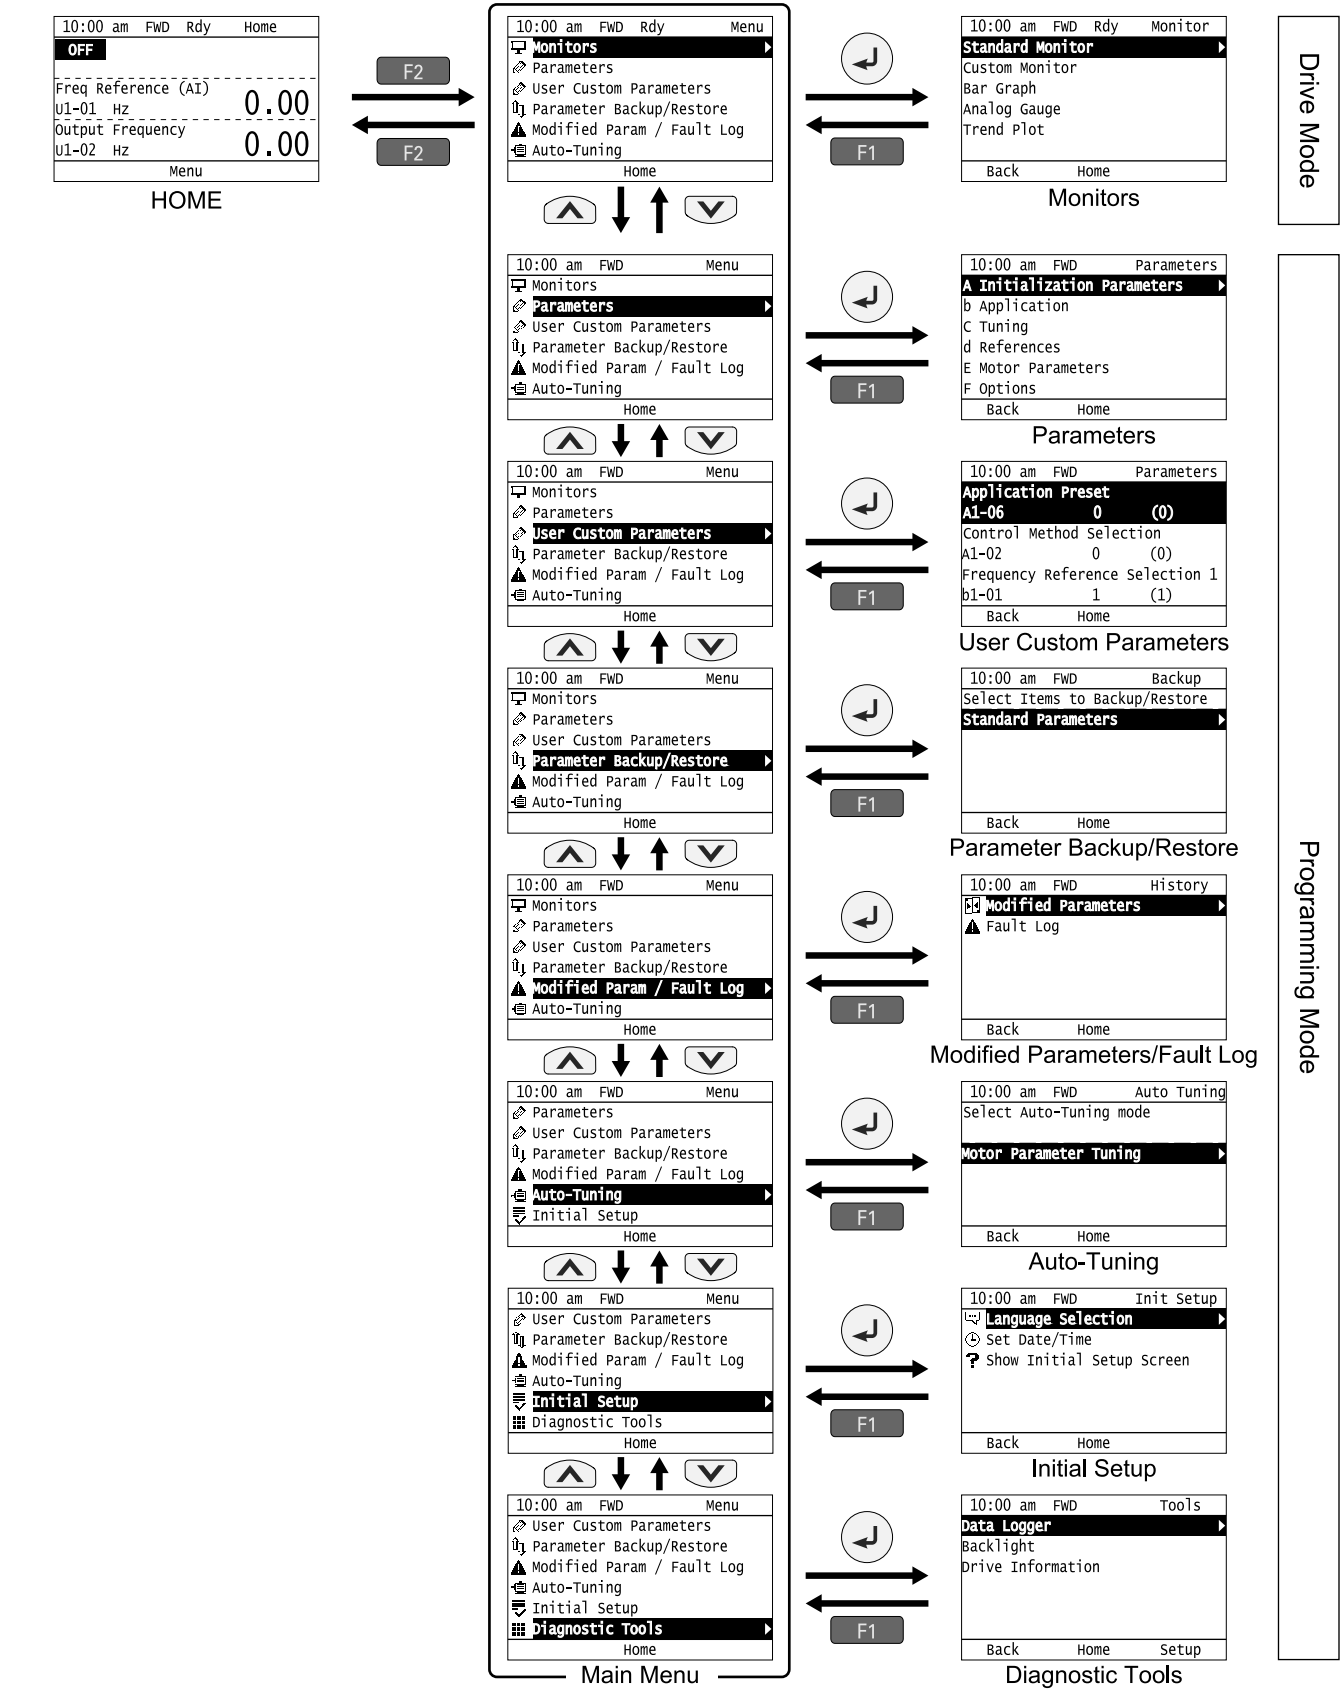 10:00 am FWD Rdy Home
OFF
Freq Reference (AI)
U1-01 Hz 0.00
Output Frequency
U1-02 Hz 0.00
Menu
HOME
F2
F2
10:00 am FWD Rdy Menu
Monitors
Parameters
User Custom Parameters
Parameter Backup/Restore
Modified Param / Fault Log
Auto-Tuning
Home
F1
10:00 am FWD Rdy Monitor
Standard Monitor
Custom Monitor
Bar Graph
Analog Gauge
Trend Plot
Back Home
Monitors
Drive Mode
10:00 am FWD Menu
Monitors
Parameters
User Custom Parameters
Parameter Backup/Restore
Modified Param / Fault Log
Auto-Tuning
Home
F1
10:00 am FWD Parameters
A Initialization Parameters
b Application
C Tuning
d References
E Motor Parameters
F Options
Back Home
Parameters
10:00 am FWD Menu
Monitors
Parameters
User Custom Parameters
Parameter Backup/Restore
Modified Param / Fault Log
Auto-Tuning
Home
F1
10:00 am FWD Parameters
Application Preset
A1-06 0 (0)
Control Method Selection
A1-02 0 (0)
Frequency Reference Selection 1
b1-01 1 (1)
Back Home
User Custom Parameters
10:00 am FWD Menu
Monitors
Parameters
User Custom Parameters
Parameter Backup/Restore
Modified Param / Fault Log
Auto-Tuning
Home
F1
10:00 am FWD Backup
Select Items to Backup/Restore
Standard Parameters
Back Home
Parameter Backup/Restore
10:00 am FWD Menu
Monitors
Parameters
User Custom Parameters
Parameter Backup/Restore
Modified Param / Fault Log
Auto-Tuning
Home
F1
10:00 am FWD History
Modified Parameters
Fault Log
Back Home
Modified Parameters/Fault Log
10:00 am FWD Menu
Parameters
User Custom Parameters
Parameter Backup/Restore
Modified Param / Fault Log
Auto-Tuning
Initial Setup
Home
F1
10:00 am FWD Auto Tuning
Select Auto-Tuning mode
Motor Parameter Tuning
Back Home
Auto-Tuning
10:00 am FWD Menu
User Custom Parameters
Parameter Backup/Restore
Modified Param / Fault Log
Auto-Tuning
Initial Setup
Diagnostic Tools
Home
F1
10:00 am FWD Init Setup
Language Selection
Set Date/Time
Show Initial Setup Screen
Back Home
Initial Setup
10:00 am FWD Menu
User Custom Parameters
Parameter Backup/Restore
Modified Param / Fault Log
Auto-Tuning
Initial Setup
Diagnostic Tools
Home
Main Menu
F1
10:00 am FWD Tools
Data Logger
Backlight
Drive Information
Back Home Setup
Diagnostic Tools
Programming Mode